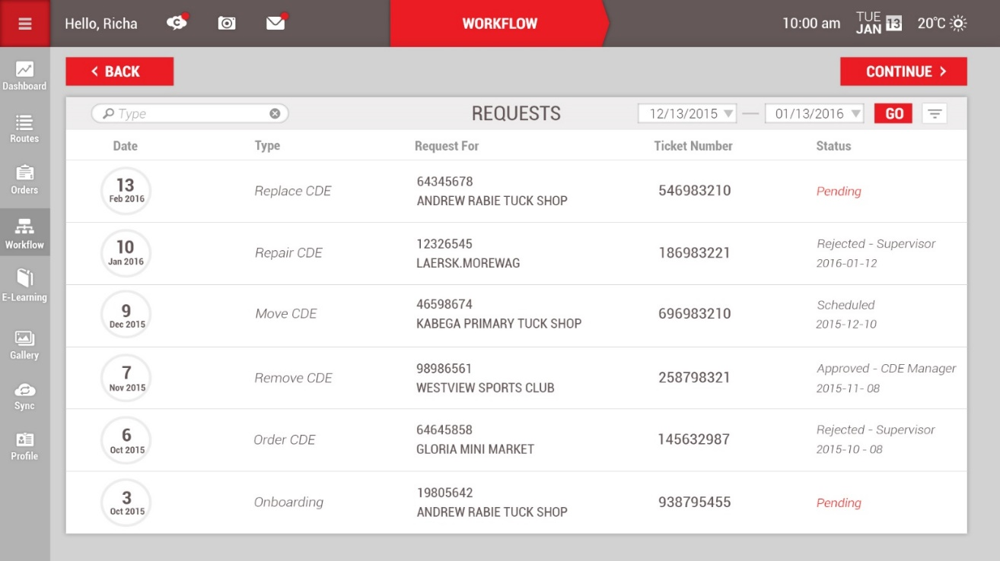 Hello, Richa
C
WORKFLOW
10:00 am
TUE
JAN 13
20°C
Dashboard
Routes
Orders
Workflow
E-Learning
Gallery
Sync
Profile
< BACK
CONTINUE >
Type
REQUESTS
12/13/2015 — 01/13/2016
GO
Date Type Request For Ticket Number Status
13
Feb 2016
Replace CDE
64345678
ANDREW RABIE TUCK SHOP
546983210
Pending
10
Jan 2016
Repair CDE
12326545
LAERSK.MOREWAG
186983221
Rejected - Supervisor
2016-01-12
9
Dec 2015
Move CDE
46598674
KABEGA PRIMARY TUCK SHOP
696983210
Scheduled
2015-12-10
7
Nov 2015
Remove CDE
98986561
WESTVIEW SPORTS CLUB
258798321
Approved - CDE Manager
2015-11- 08
6
Oct 2015
Order CDE
64645858
GLORIA MINI MARKET
145632987
Rejected - Supervisor
2015-10 - 08
3
Oct 2015
Onboarding
19805642
ANDREW RABIE TUCK SHOP
938795455
Pending